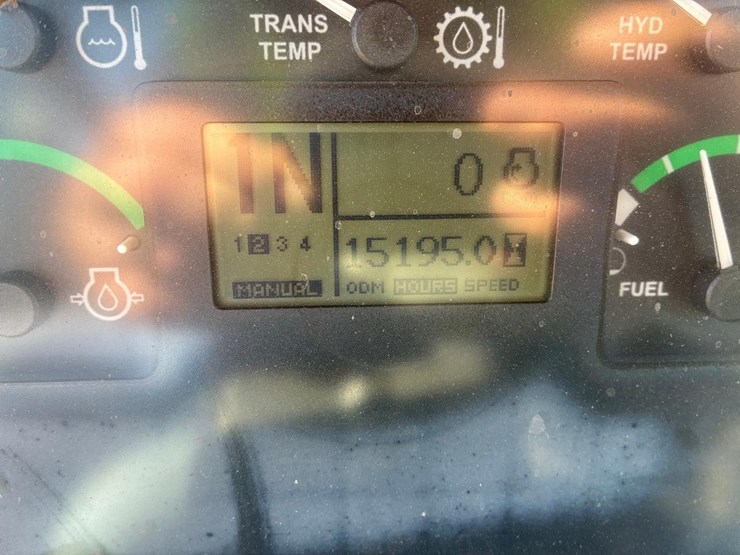 TRANS
TEMP
HYD
TEMP
1N
0
1 2 3 4
15195.0
MANUAL
ODM HOURS SPEED
FUEL